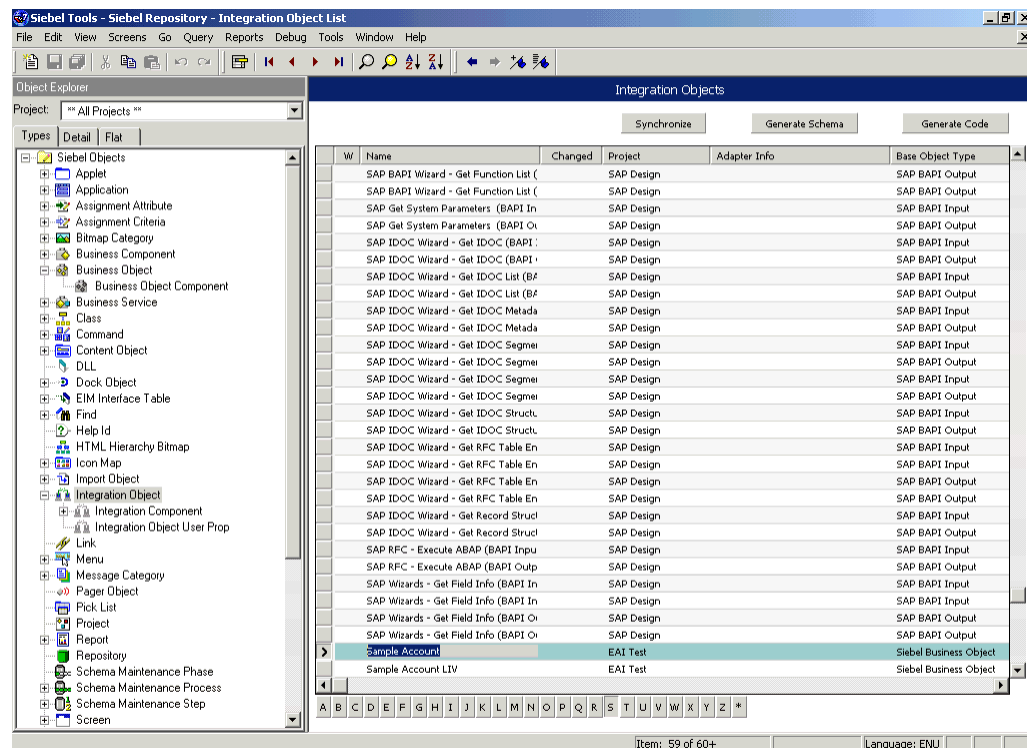 Siebel Tools - Siebel Repository - Integration Object List
File Edit View Screens Go Query Reports Debug Tools Window Help
Object Explorer
Project: ** All Projects **
Types Detail Flat
Siebel Objects
Applet
Application
Assignment Attribute
Assignment Criteria
Bitmap Category
Business Component
Business Object
Business Object Component
Business Service
Class
Command
Content Object
DLL
Dock Object
EIM Interface Table
Find
Help Id
HTML Hierarchy Bitmap
Icon Map
Import Object
Integration Object
Integration Component
Integration Object User Prop
Link
Menu
Message Category
Pager Object
Pick List
Project
Report
Repository
Schema Maintenance Phase
Schema Maintenance Process
Schema Maintenance Step
Screen
Integration Objects
Synchronize Generate Schema Generate Code
W Name Changed Project Adapter Info Base Object Type
SAP BAPI Wizard - Get Function List ( SAP Design SAP BAPI Output
SAP BAPI Wizard - Get Function List ( SAP Design SAP BAPI Output
SAP Get System Parameters (BAPI In SAP Design SAP BAPI Input
SAP Get System Parameters (BAPI Ou SAP Design SAP BAPI Output
SAP IDOC Wizard - Get IDOC (BAPI SAP Design SAP BAPI Input
SAP IDOC Wizard - Get IDOC (BAPI SAP Design SAP BAPI Output
SAP IDOC Wizard - Get IDOC List (BA SAP Design SAP BAPI Input
SAP IDOC Wizard - Get IDOC List (BA SAP Design SAP BAPI Output
SAP IDOC Wizard - Get IDOC Metada SAP Design SAP BAPI Input
SAP IDOC Wizard - Get IDOC Metada SAP Design SAP BAPI Output
SAP IDOC Wizard - Get IDOC Segmer SAP Design SAP BAPI Input
SAP IDOC Wizard - Get IDOC Segmer SAP Design SAP BAPI Output
SAP IDOC Wizard - Get IDOC Segmer SAP Design SAP BAPI Input
SAP IDOC Wizard - Get IDOC Segmer SAP Design SAP BAPI Output
SAP IDOC Wizard - Get IDOC Structu SAP Design SAP BAPI Input
SAP IDOC Wizard - Get IDOC Structu SAP Design SAP BAPI Output
SAP IDOC Wizard - Get RFC Table En SAP Design SAP BAPI Input
SAP IDOC Wizard - Get RFC Table En SAP Design SAP BAPI Output
SAP IDOC Wizard - Get RFC Table En SAP Design SAP BAPI Input
SAP IDOC Wizard - Get RFC Table En SAP Design SAP BAPI Output
SAP IDOC Wizard - Get Record Struct SAP Design SAP BAPI Input
SAP IDOC Wizard - Get Record Struct SAP Design SAP BAPI Output
SAP RFC - Execute ABAP (BAPI Inpu SAP Design SAP BAPI Input
SAP RFC - Execute ABAP (BAPI Outp SAP Design SAP BAPI Output
SAP Wizards - Get Field Info (BAPI In SAP Design SAP BAPI Input
SAP Wizards - Get Field Info (BAPI In SAP Design SAP BAPI Input
SAP Wizards - Get Field Info (BAPI O SAP Design SAP BAPI Output
SAP Wizards - Get Field Info (BAPI O SAP Design SAP BAPI Output
Sample Account EAI Test Siebel Business Object
Sample Account LIV EAI Test Siebel Business Object
A B C D E F G H I J K L M N O P Q R S T U V W X Y Z *
Item: 59 of 60+ Language: ENU